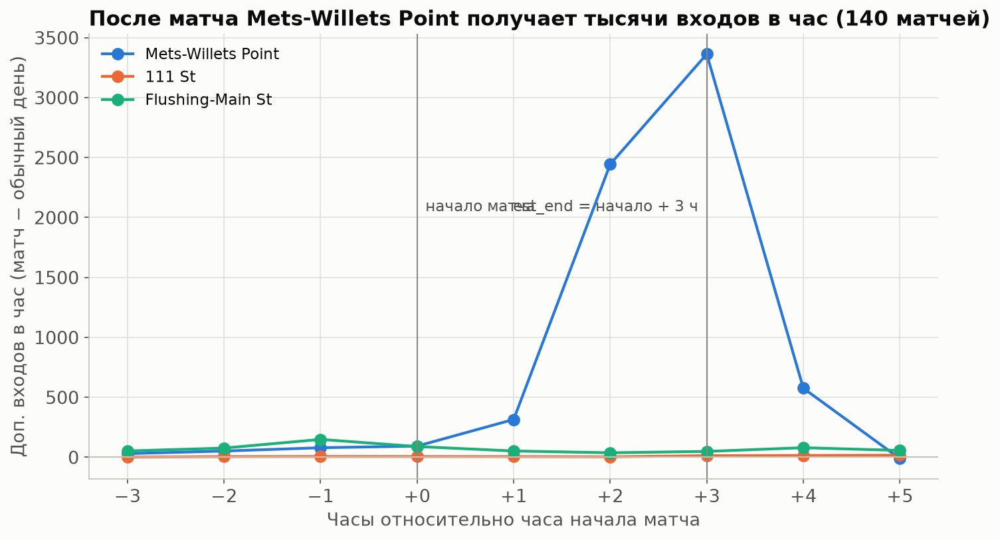 После матча Mets-Willets Point получает тысячи входов в час (140 матчей)
Доп. входов в час (матч − обычный день)
3500
3000
2500
2000
1500
1000
500
0
Mets-Willets Point
111 St
Flushing-Main St
начало матча
est_end = начало + 3 ч
−3
−2
−1
+0
+1
+2
+3
+4
+5
Часы относительно часа начала матча